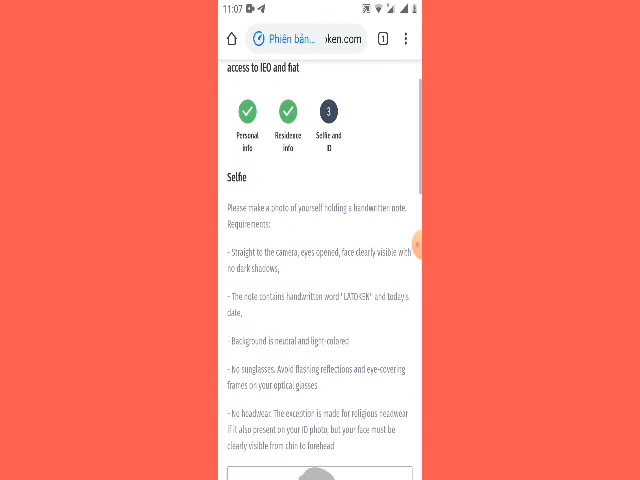 11:07
Phiên bản... oken.com 1
access to IEO and fiat
3
Personal info Residence info Selfie and ID
Selfie
Please make a photo of yourself holding a handwritten note.
Requirements:
- Straight to the camera, eyes opened, face clearly visible with
no dark shadows,
- The note contains handwritten word "LATOKEN" and today's
date,
- Background is neutral and light-colored
- No sunglasses. Avoid flashing reflections and eye-covering
frames on your optical glasses
- No headwear. The exception is made for religious headwear
if it also present on your ID photo, but your face must be
clearly visible from chin to forehead